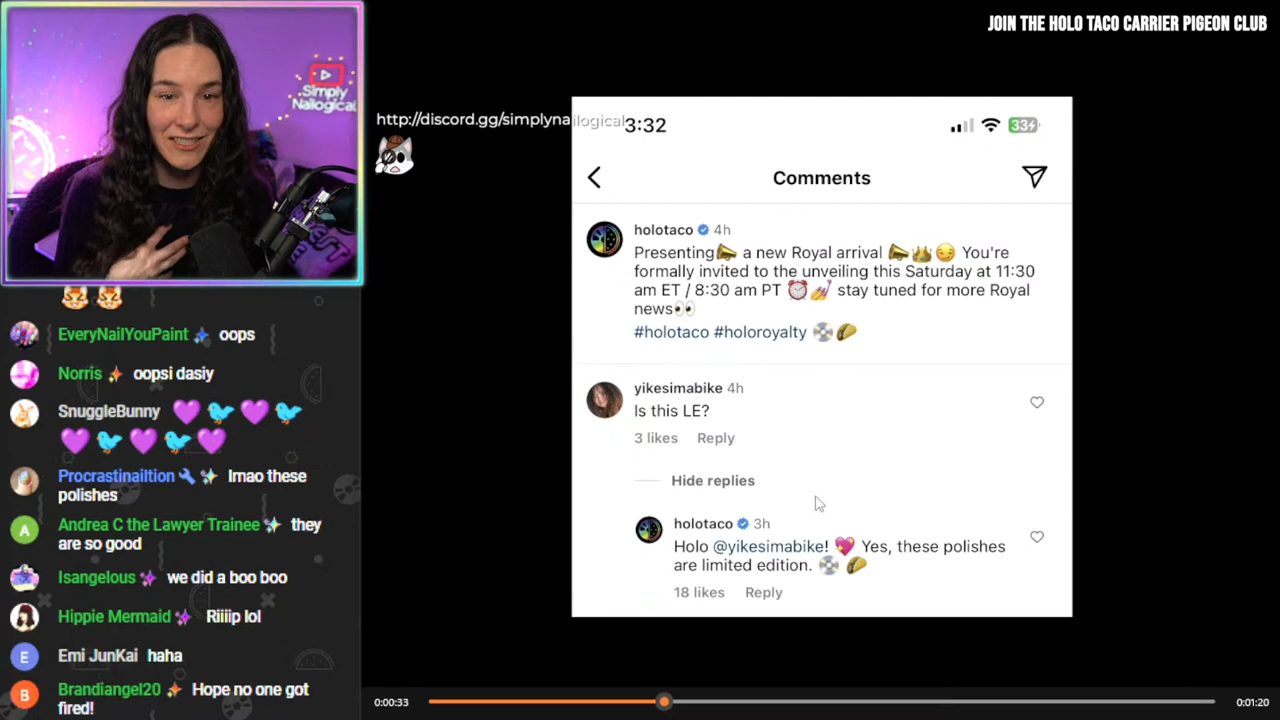 JOIN THE HOLO TACO CARRIER PIGEON CLUB
Simply
Nailogical
http://discord.gg/simplynailogical
3:32
33
Comments
holotaco 4h
Presenting📣 a new Royal arrival 📣👑😏 You're
formally invited to the unveiling this Saturday at 11:30
am ET / 8:30 am PT ⏰💅 stay tuned for more Royal
news👀
#holotaco #holoroyalty 💿🌮
yikesimabike 4h
Is this LE?
3 likes Reply
Hide replies
holotaco 3h
Holo @yikesimabike! 💖 Yes, these polishes
are limited edition. 💿🌮
18 likes Reply
EveryNailYouPaint oops
Norris oopsi dasiy
SnuggleBunny 💜🐦💜🐦
💜🐦💜🐦💜
Procrastinailtion lmao these
polishes
A Andrea C the Lawyer Trainee they
are so good
Isangelous we did a boo boo
Hippie Mermaid Riiiip lol
E Emi JunKai haha
B Brandiangel20 Hope no one got
fired!
0:00:33
0:01:20